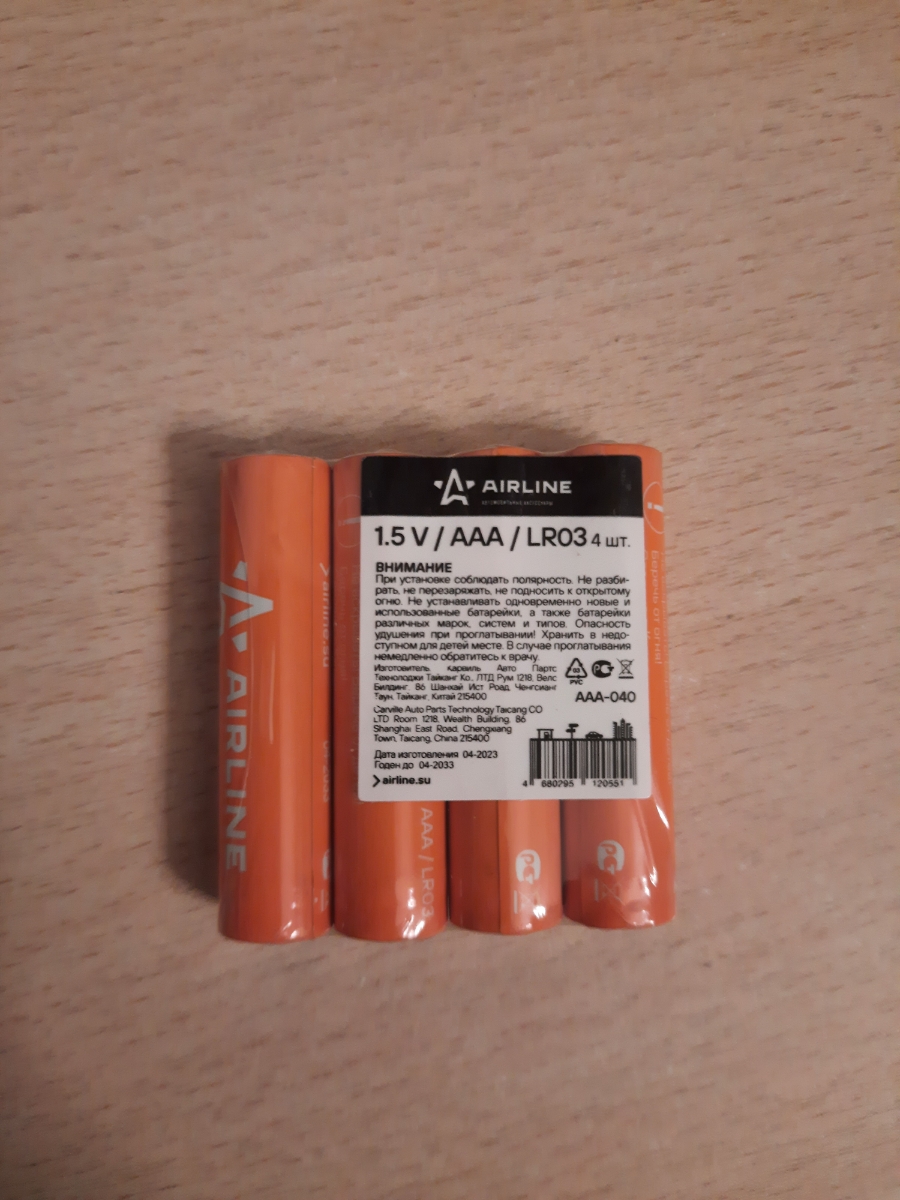 AIRLINE
1.5 V / AAA / LR03 4 шт.
ВНИМАНИЕ
При установке соблюдать полярность. Не разби-
рать, не перезаряжать, не подносить к открытому
огню. Не устанавливать одновременно новые и
использованные батарейки, а также батарейки
различных марок, систем и типов. Опасность
удушения при проглатывании! Хранить в недо-
ступном для детей месте. В случае проглатывания
немедленно обратитесь к врачу.
Изготовитель: Карвиль Авто Партс
Текнолоджи Тайканг Ко., ЛТД Рум 1218, Велс
Билдинг, 86 Шанхай Ист Роад, Ченгсианг
Таун, Тайканг, Китай 215400
PVC
AAA-040
Carville Auto Parts Technology Taicang CO
LTD Room 1218, Wealth Building, 86
Shanghai East Road, Chengxiang
Town, Taicang, China 215400
Дата изготовления 04-2023
Годен до 04-2033
airline.su
4 680295 120551
AIRLINE
airline.su
AAA / LR03
Беречь от огня!